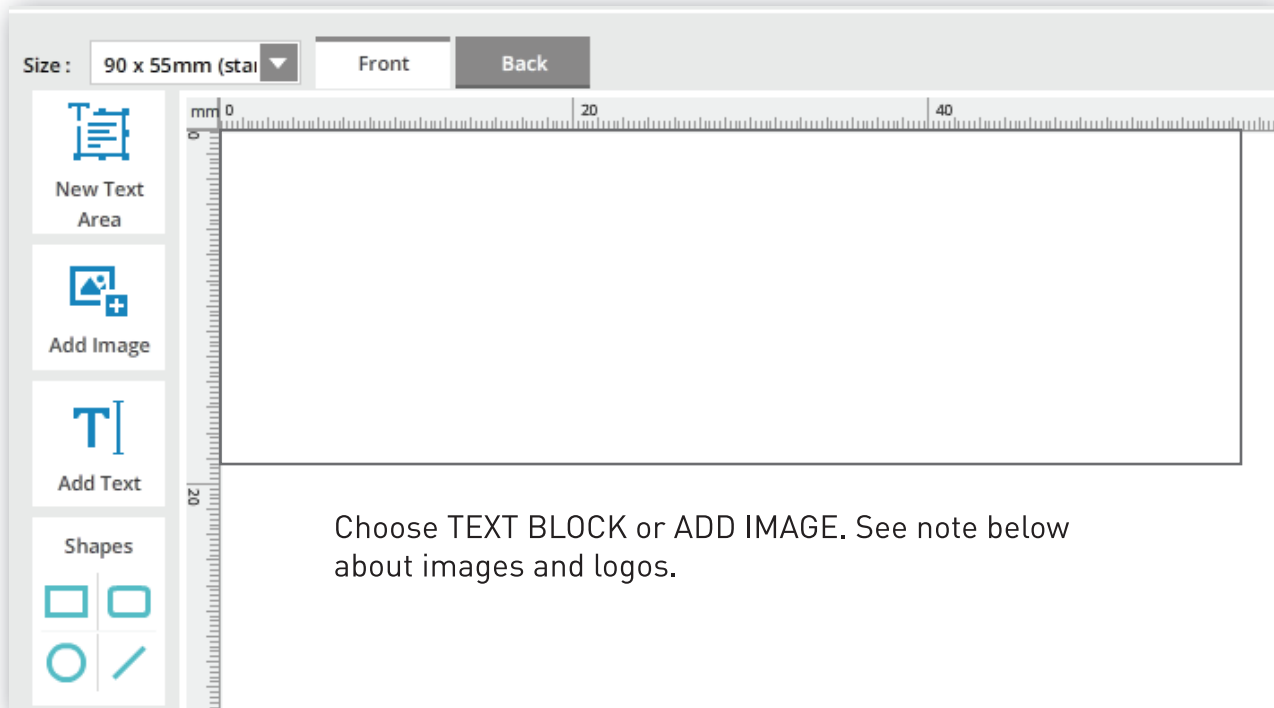 Size : 90 x 55mm (star Front Back
mm 0 20 40
0
New Text
Area
Add Image
T
Add Text
20
Choose TEXT BLOCK or ADD IMAGE. See note below
about images and logos.
Shapes